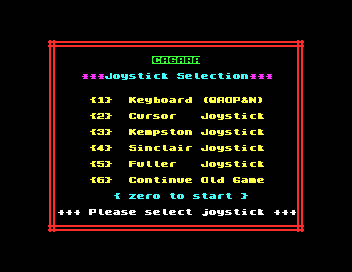 CAGARA
***Joystick Selection***
{1} Keyboard (QAOP&N)
{2} Cursor Joystick
{3} Kempston Joystick
{4} Sinclair Joystick
{5} Fuller Joystick
{6} Continue Old Game
{ zero to start }
+++ Please select joystick +++